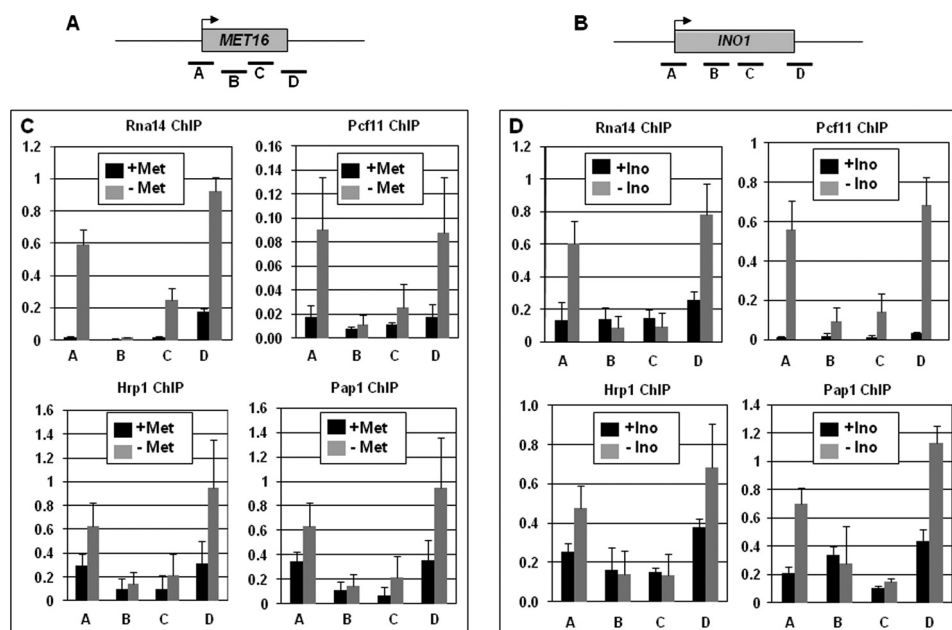 A
MET16
A
B
C
D
B
INO1
A
B
C
D
C
Rna14 ChIP
1.2
1
0.8
0.6
0.4
0.2
0
+Met
- Met
A B C D
Pcf11 ChIP
0.16
0.14
0.12
0.10
0.08
0.06
0.04
0.02
0.00
+Met
- Met
A B C D
Hrp1 ChIP
1.6
1.4
1.2
1
0.8
0.6
0.4
0.2
0
+Met
- Met
A B C D
Pap1 ChIP
1.6
1.4
1.2
1
0.8
0.6
0.4
0.2
0
+Met
- Met
A B C D
D
Rna14 ChIP
1.2
1
0.8
0.6
0.4
0.2
0
+Ino
- Ino
A B C D
Pcf11 ChIP
1
0.8
0.6
0.4
0.2
0
+Ino
- Ino
A B C D
Hrp1 ChIP
1.0
0.8
0.6
0.4
0.2
0
+Ino
- Ino
A B C D
Pap1 ChIP
1.6
1.4
1.2
1
0.8
0.6
0.4
0.2
0
+Ino
- Ino
A B C D